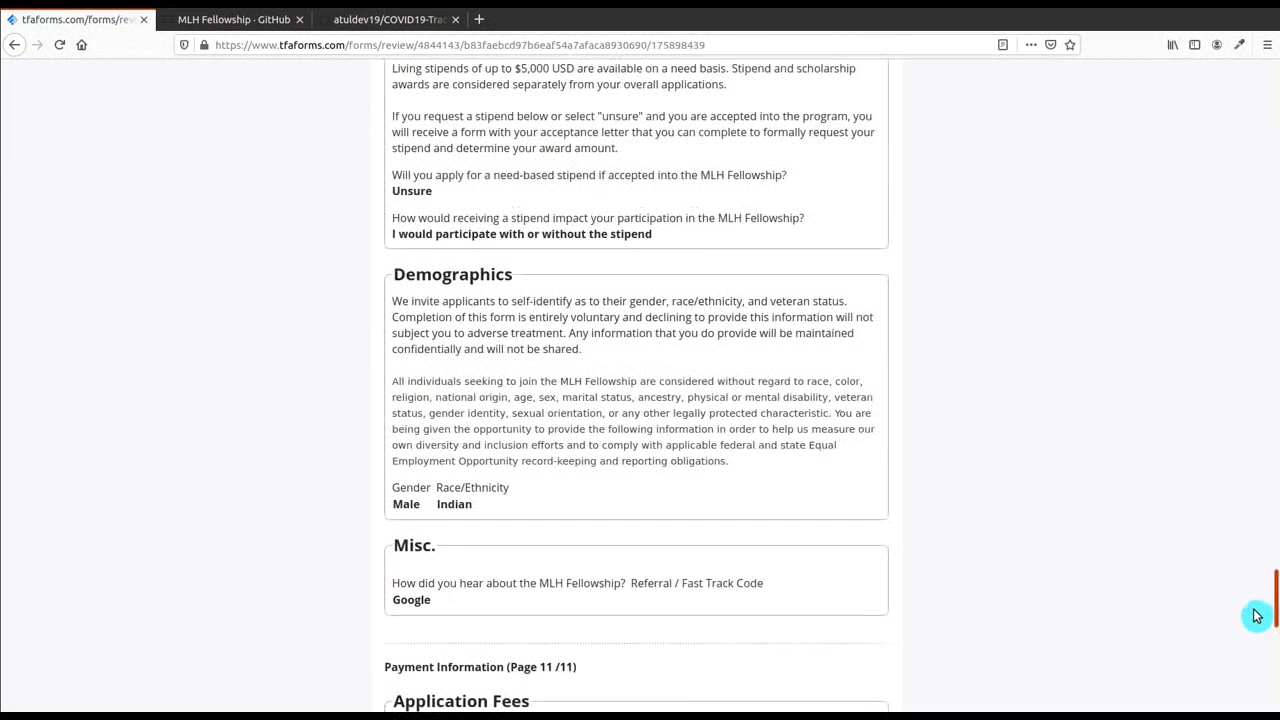 tfaforms.com/forms/rev
MLH Fellowship · GitHub
atuldev19/COVID19-Tra
https://www.tfaforms.com/forms/review/4844143/b83faebcd97b6eaf54a7afaca8930690/175898439
Living stipends of up to $5,000 USD are available on a need basis. Stipend and scholarship
awards are considered separately from your overall applications.
If you request a stipend below or select "unsure" and you are accepted into the program, you
will receive a form with your acceptance letter that you can complete to formally request your
stipend and determine your award amount.
Will you apply for a need-based stipend if accepted into the MLH Fellowship?
Unsure
How would receiving a stipend impact your participation in the MLH Fellowship?
I would participate with or without the stipend
Demographics
We invite applicants to self-identify as to their gender, race/ethnicity, and veteran status.
Completion of this form is entirely voluntary and declining to provide this information will not
subject you to adverse treatment. Any information that you do provide will be maintained
confidentially and will not be shared.
All individuals seeking to join the MLH Fellowship are considered without regard to race, color,
religion, national origin, age, sex, marital status, ancestry, physical or mental disability, veteran
status, gender identity, sexual orientation, or any other legally protected characteristic. You are
being given the opportunity to provide the following information in order to help us measure our
own diversity and inclusion efforts and to comply with applicable federal and state Equal
Employment Opportunity record-keeping and reporting obligations.
Gender Race/Ethnicity
Male Indian
Misc.
How did you hear about the MLH Fellowship? Referral / Fast Track Code
Google
Payment Information (Page 11 /11)
Application Fees